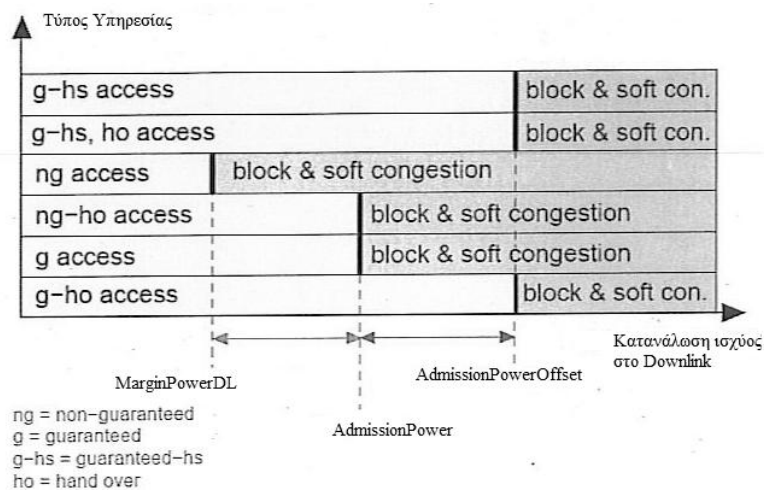 Τύπος Υπηρεσίας
g-hs access block & soft con.
g-hs, ho access block & soft con.
ng access block & soft congestion
ng-ho access block & soft congestion
g access block & soft congestion
g-ho access block & soft con.
Κατανάλωση ισχύος
στο Downlink
MarginPowerDL
AdmissionPowerOffset
AdmissionPower
ng = non-guaranteed
g = guaranteed
g-hs = guaranteed-hs
ho = hand over